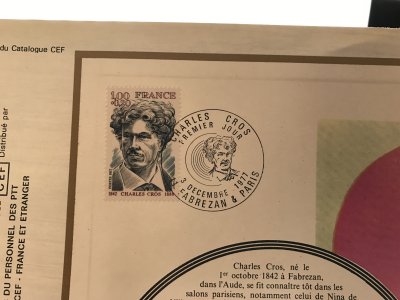 du Catalogue CEF
Distribué par
CEF
DU PERSONNEL DES PTT
CEF - FRANCE ET ETRANGER
1,00 FRANCE
+0,20
1842 CHARLES CROS 1888
CHARLES CROS
PREMIER JOUR
3 DECEMBRE 1977
FABREZAN & PARIS
Charles Cros, né le
1er octobre 1842 à Fabrezan,
dans l'Aude, se fit connaître tôt dans les
salons parisiens, notamment celui de Nina de